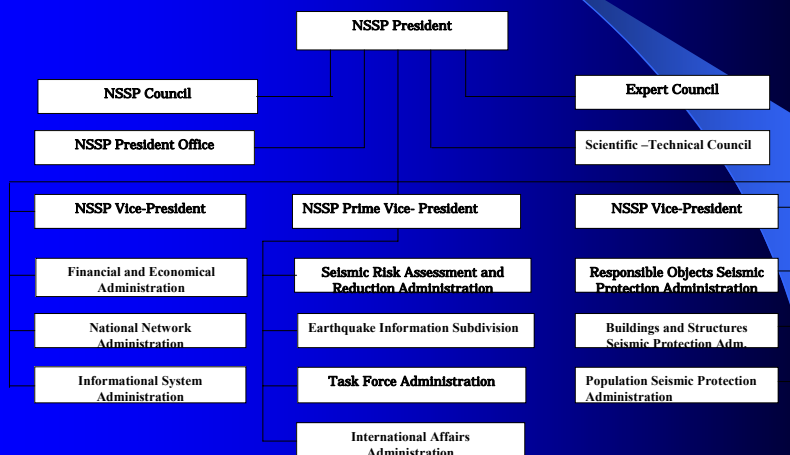 NSSP President
NSSP Council
Expert Council
NSSP President Office
Scientific –Technical Council
NSSP Vice-President
NSSP Prime Vice- President
NSSP Vice-President
Financial and Economical
Administration
Seismic Risk Assessment and
Reduction Administration
Responsible Objects Seismic
Protection Administration
National Network
Administration
Earthquake Information Subdivision
Buildings and Structures
Seismic Protection Adm.
Informational System
Administration
Task Force Administration
Population Seismic Protection
Administration
International Affairs
Administration